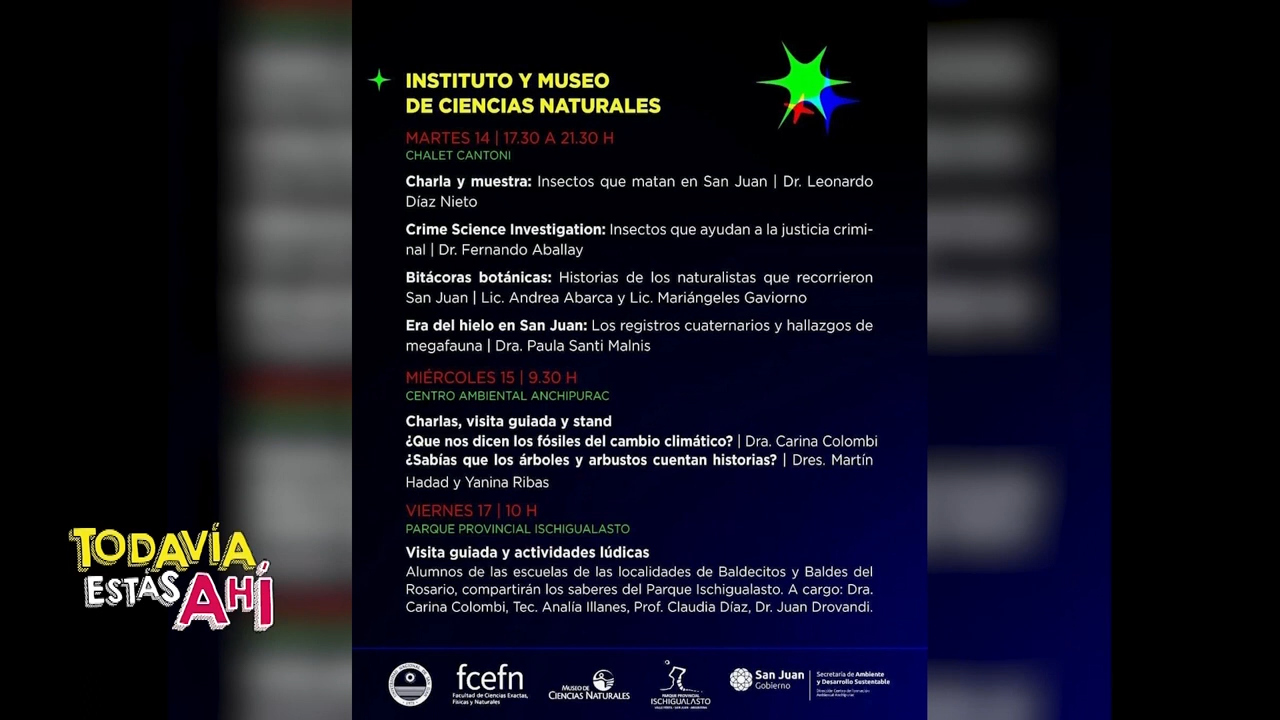 INSTITUTO Y MUSEO
DE CIENCIAS NATURALES
MARTES 14 | 17.30 A 21.30 H
CHALET CANTONI
Charla y muestra: Insectos que matan en San Juan | Dr. Leonardo
Díaz Nieto
Crime Science Investigation: Insectos que ayudan a la justicia crimi-
nal | Dr. Fernando Aballay
Bitácoras botánicas: Historias de los naturalistas que recorrieron
San Juan | Lic. Andrea Abarca y Lic. Mariángeles Gaviorno
Era del hielo en San Juan: Los registros cuaternarios y hallazgos de
megafauna | Dra. Paula Santi Malnis
MIÉRCOLES 15 | 9.30 H
CENTRO AMBIENTAL ANCHIPURAC
Charlas, visita guiada y stand
¿Que nos dicen los fósiles del cambio climático? | Dra. Carina Colombi
¿Sabías que los árboles y arbustos cuentan historias? | Dres. Martín
Hadad y Yanina Ribas
VIERNES 17 | 10 H
PARQUE PROVINCIAL ISCHIGUALASTO
Visita guiada y actividades lúdicas
Alumnos de las escuelas de las localidades de Baldecitos y Baldes del
Rosario, compartirán los saberes del Parque Ischigualasto. A cargo: Dra.
Carina Colombi, Tec. Analía Illanes, Prof. Claudia Díaz, Dr. Juan Drovandi.
TODAVÍA
ESTÁS AHÍ
fcefn
Facultad de Ciencias Exactas,
Físicas y Naturales
MUSEO DE
CIENCIAS NATURALES
PARQUE PROVINCIAL
ISCHIGUALASTO
San Juan
Gobierno
Secretaría de Ambiente
y Desarrollo Sustentable